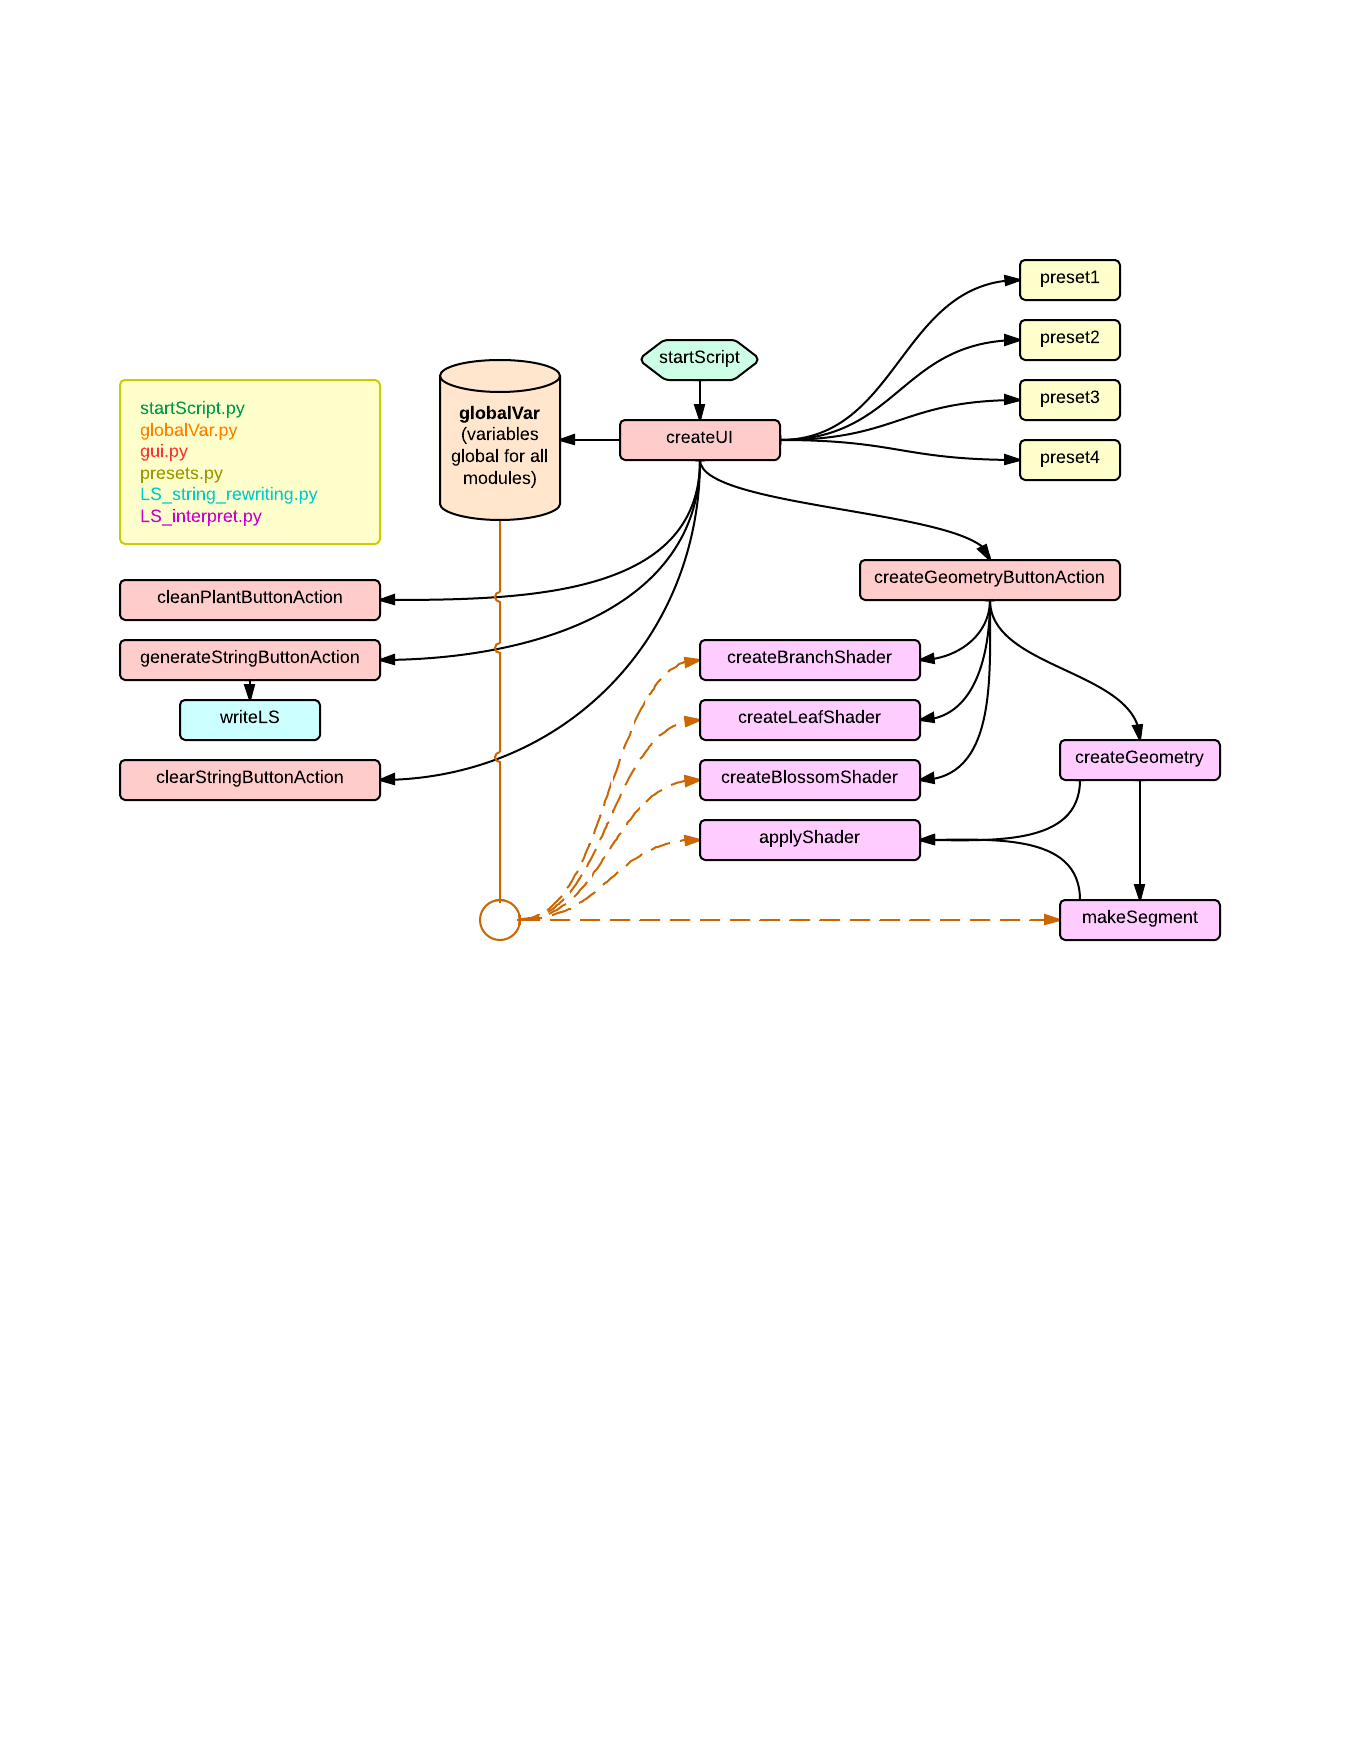 preset1
preset2
startScript
preset3
startScript.py
globalVar.py
gui.py
presets.py
LS_string_rewriting.py
LS_interpret.py
globalVar
(variables
global for all
modules)
createUI
preset4
createGeometryButtonAction
cleanPlantButtonAction
generateStringButtonAction
writeLS
clearStringButtonAction
createBranchShader
createLeafShader
createBlossomShader
applyShader
createGeometry
makeSegment